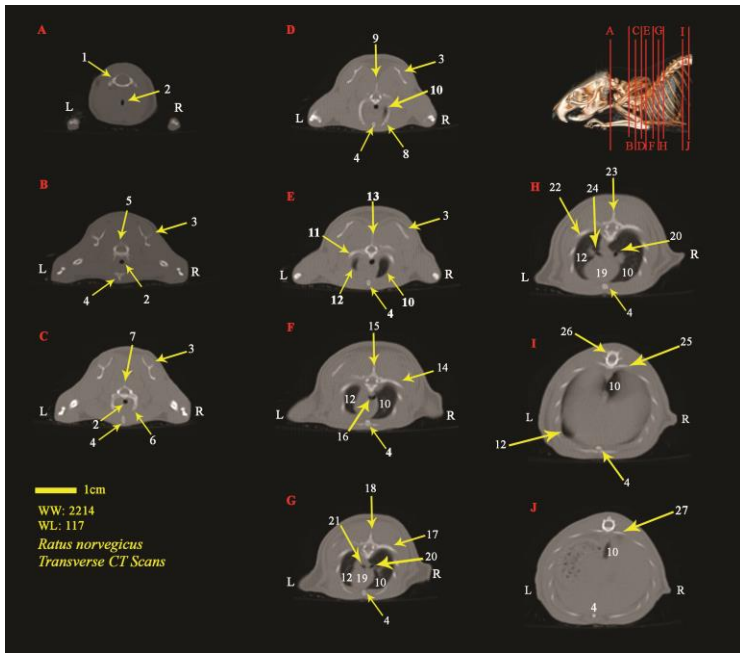 A
1
2
L
R
B
5
3
L
R
4
2
C
7
3
2
L
R
4
6
1cm
WW: 2214
WL: 117
Ratus norvegicus
Transverse CT Scans
D
9
3
10
L
R
4
8
E
13
11
3
L
R
12
4
10
F
15
14
12
10
L
R
16
4
G
18
21
17
20
12
19
10
L
R
4
A C E G I
B D F H J
H
23
22
24
20
12
19
10
L
R
4
I
26
25
10
L
R
12
4
J
27
10
L
R
4